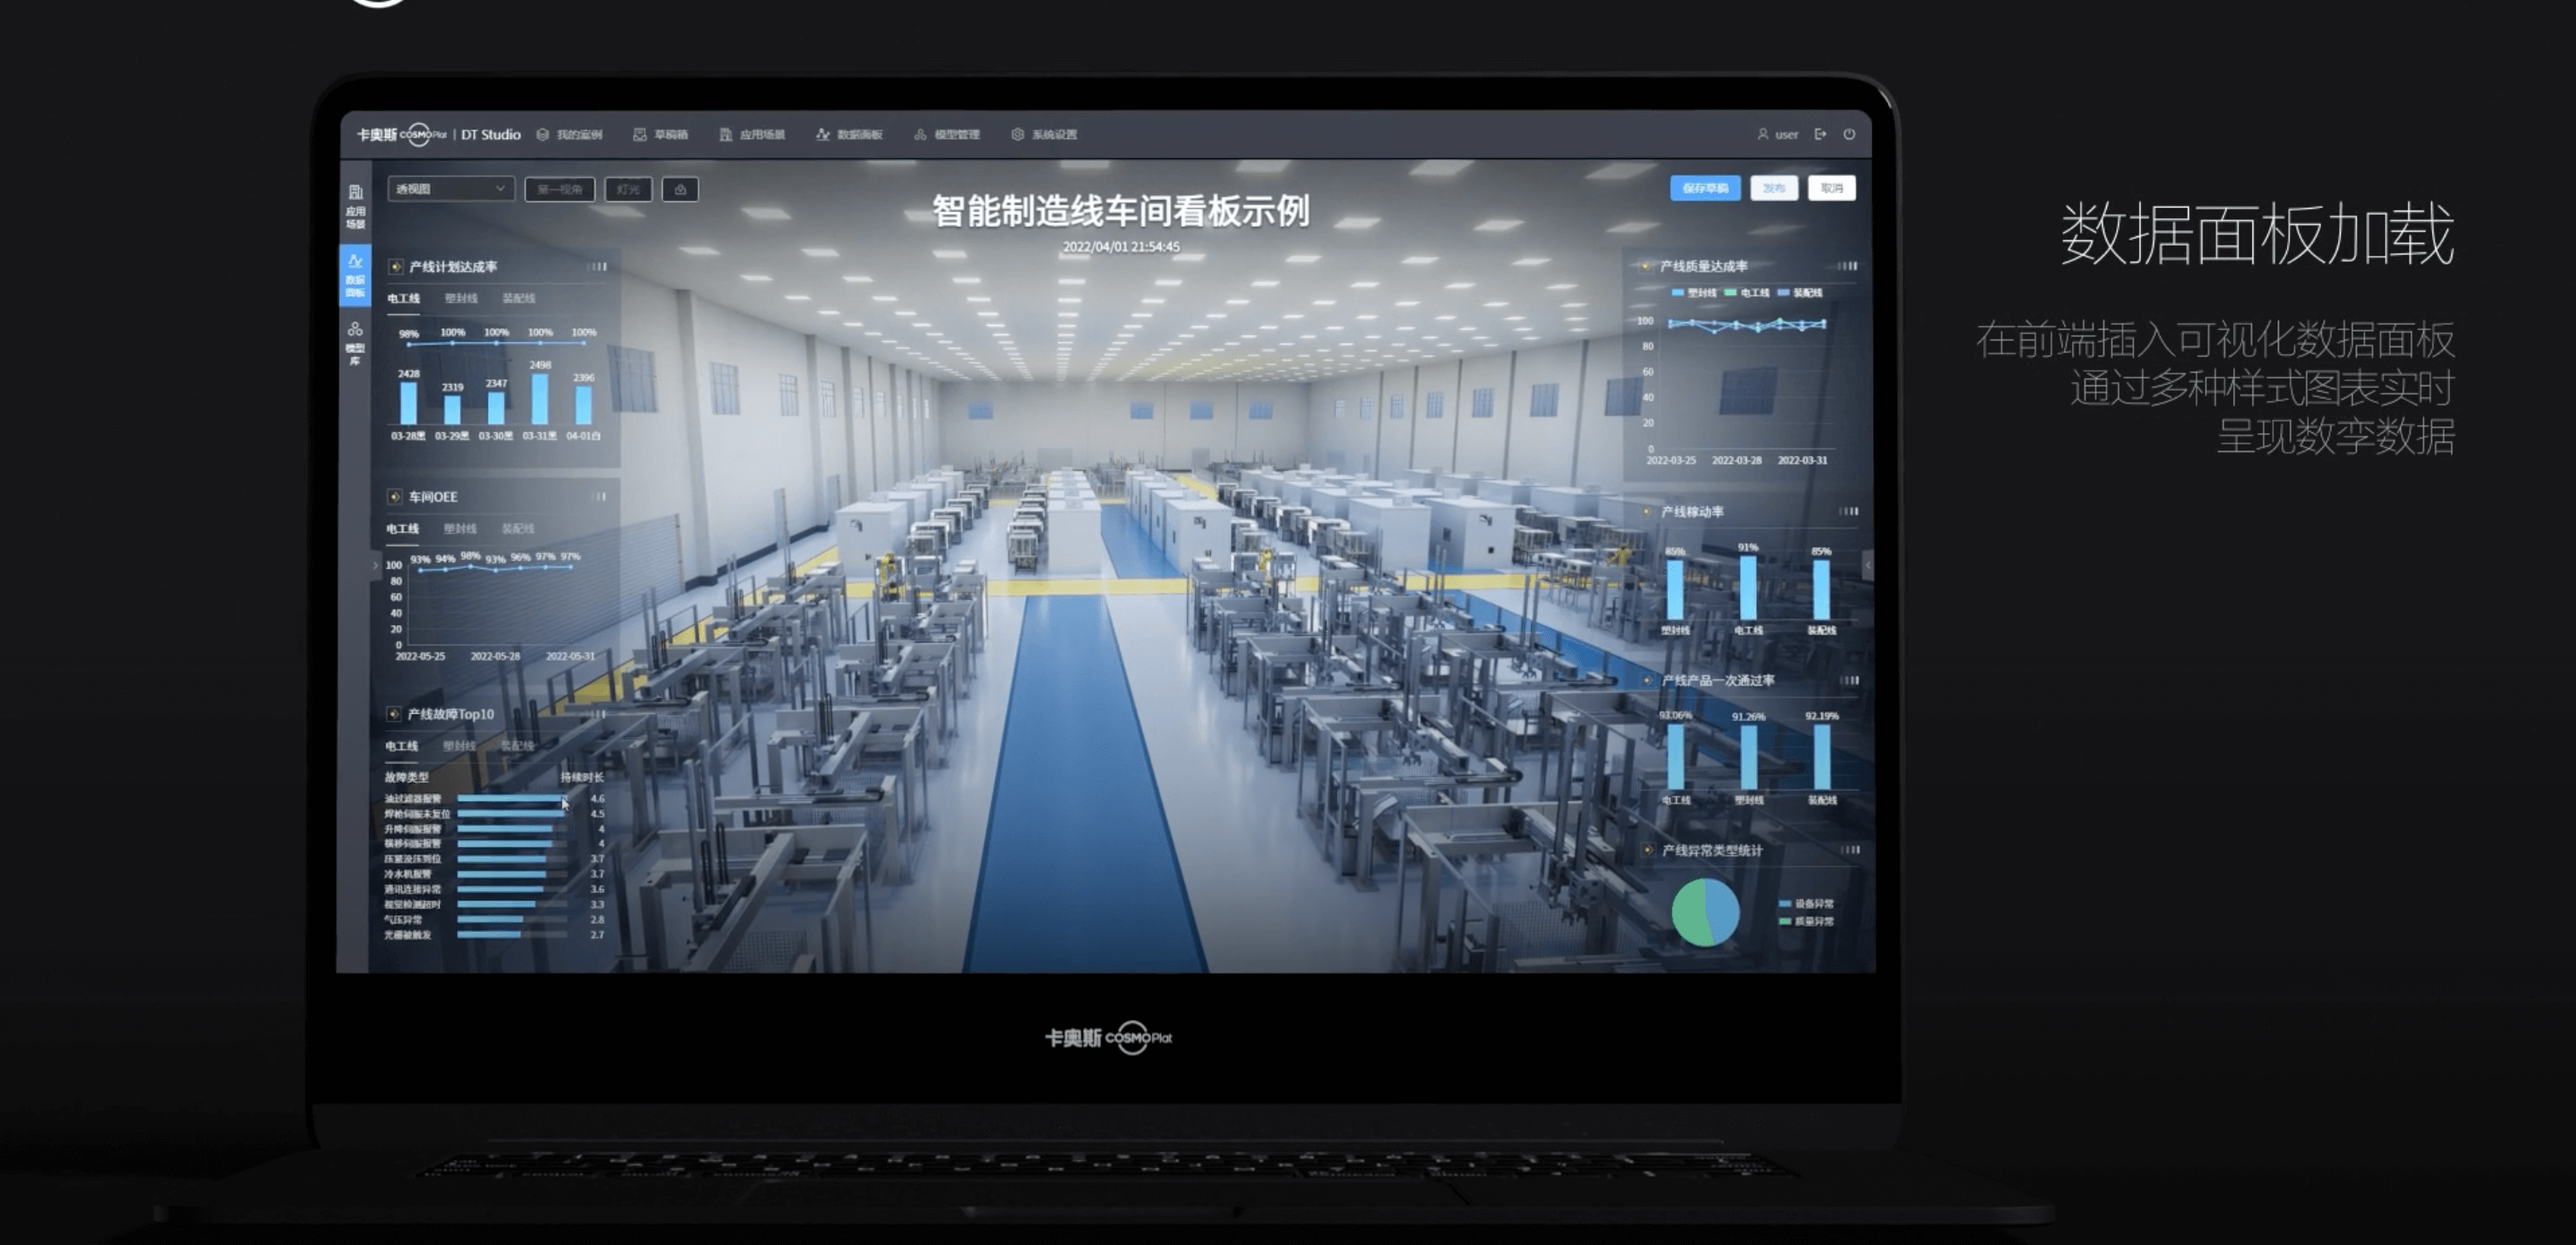 卡奥斯 COSMOPlat | DT Studio 我的案例 草稿箱 应用场景 数据面板 模型管理 系统设置 user
透视图 第一视角 灯光 保存草稿 发布 取消
智能制造线车间看板示例
2022/04/01 21:54:45
应用
场景
数据
面板
模型
库
产线计划达成率
电工线 塑封线 装配线
98% 100% 100% 100% 100%
2428 2319 2347 2498 2396
03-28黑 03-29黑 03-30黑 03-31黑 04-01白
车间OEE
电工线 塑封线 装配线
93% 94% 98% 93% 96% 97% 97%
100
80
60
40
20
0
2022-05-25 2022-05-28 2022-05-31
产线故障Top10
电工线 塑封线 装配线
故障类型 持续时长
油过滤器报警 4.6
焊枪伺服未复位 4.5
升降伺服报警 4
横移伺服报警 4
压紧没压到位 3.7
冷水机报警 3.7
通讯连接异常 3.6
视觉检测超时 3.3
气压异常 2.8
光栅被触发 2.7
产线质量达成率
塑封线 电工线 装配线
100
80
60
40
20
0
2022-03-25 2022-03-28 2022-03-31
产线稼动率
85% 91% 85%
塑封线 电工线 装配线
产线产品一次通过率
93.06% 91.26% 92.19%
电工线 塑封线 装配线
产线异常类型统计
设备异常
质量异常
卡奥斯 COSMOPlat
数据面板加载
在前端插入可视化数据面板
通过多种样式图表实时
呈现数孪数据